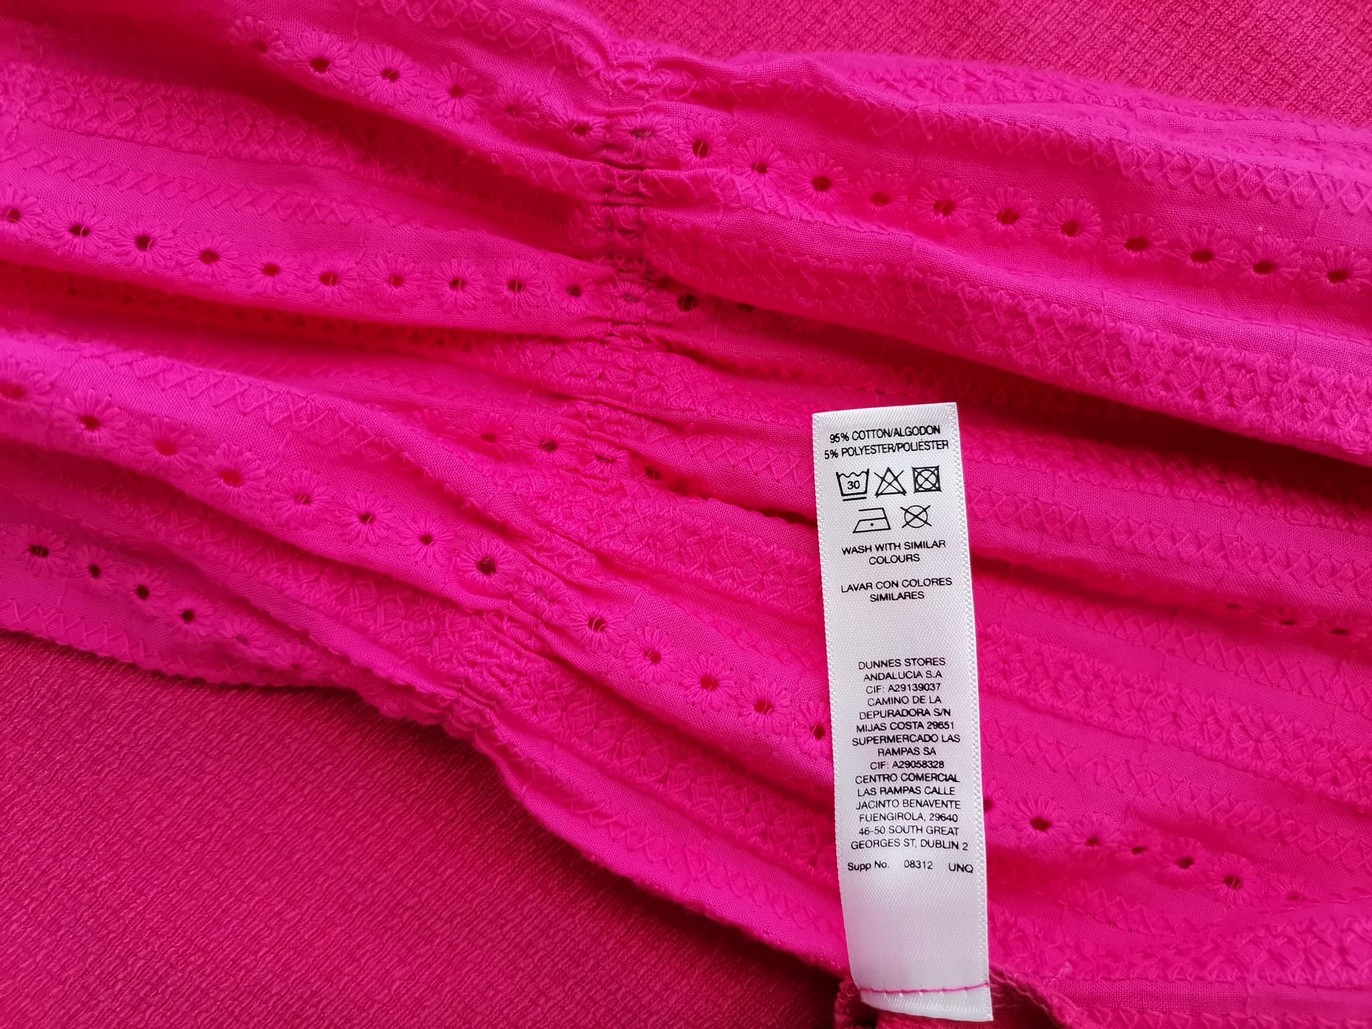 95% COTTON/ALGODON
5% POLYESTER/POLIÉSTER
30
WASH WITH SIMILAR
COLOURS
LAVAR CON COLORES
SIMILARES
DUNNES STORES
ANDALUCIA S.A
CIF: A29139037
CAMINO DE LA
DEPURADORA S/N
MIJAS COSTA 29651
SUPERMERCADO LAS
RAMPAS SA
CIF: A29058328
CENTRO COMERCIAL
LAS RAMPAS CALLE
JACINTO BENAVENTE
FUENGIROLA, 29640
46-50 SOUTH GREAT
GEORGES ST, DUBLIN 2
Supp No. 08312 UNQ